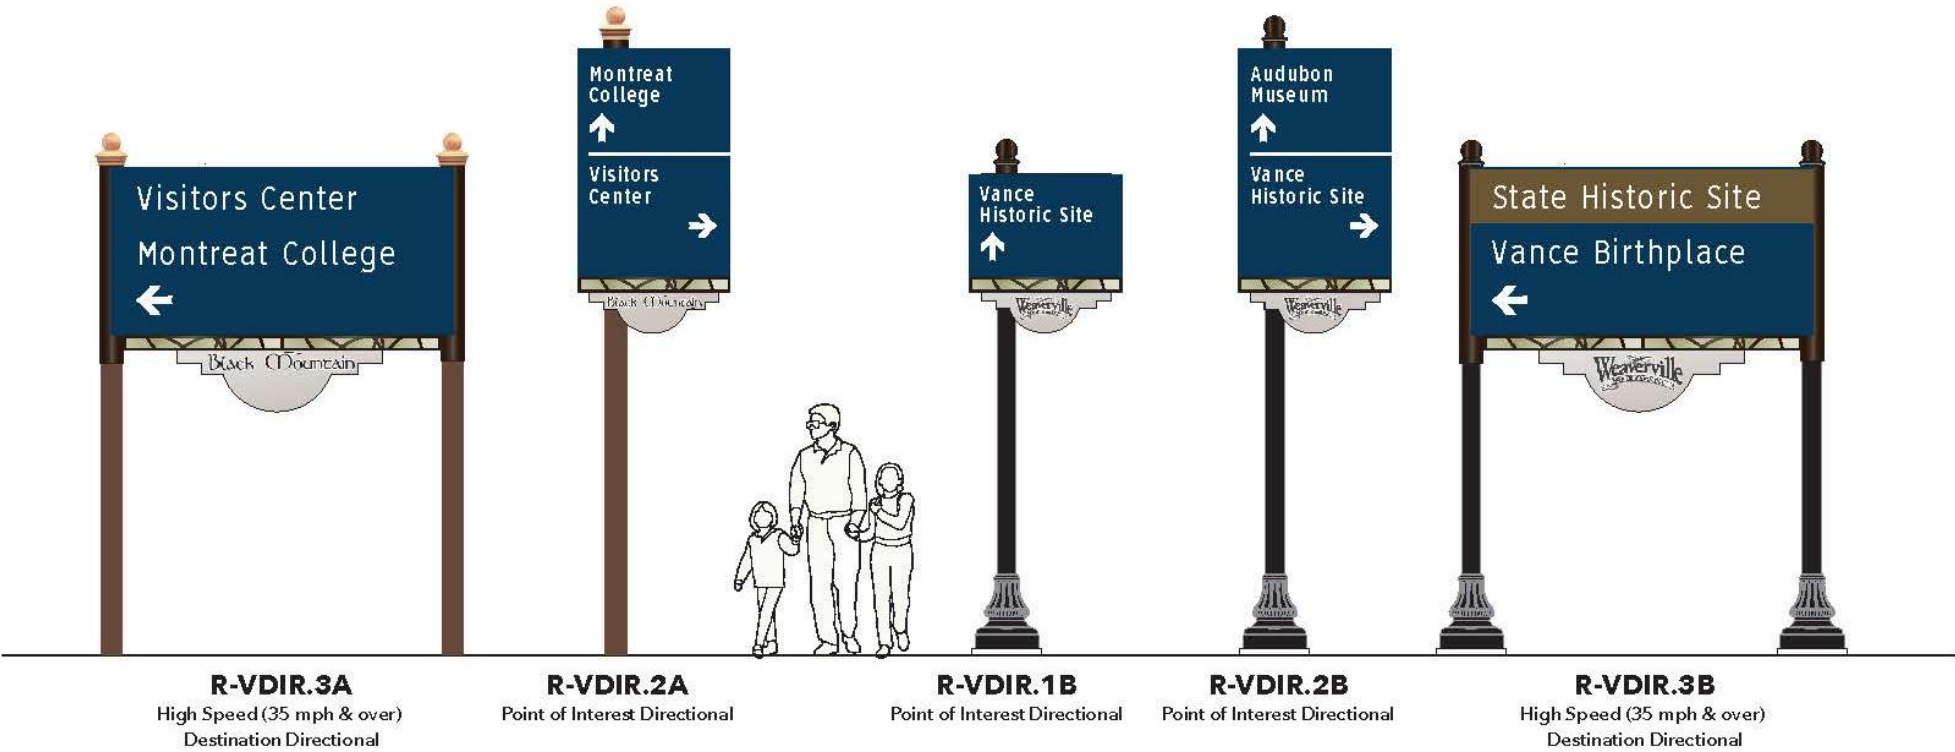 Visitors Center
Montreat College
←
Black Mountain
R-VDIR.3A
High Speed (35 mph & over)
Destination Directional
Montreat
College
↑
Visitors
Center
→
Black Mountain
R-VDIR.2A
Point of Interest Directional
Vance
Historic Site
↑
Weaverville
R-VDIR.1B
Point of Interest Directional
Audubon
Museum
↑
Vance
Historic Site
→
Weaverville
R-VDIR.2B
Point of Interest Directional
State Historic Site
Vance Birthplace
←
Weaverville
R-VDIR.3B
High Speed (35 mph & over)
Destination Directional